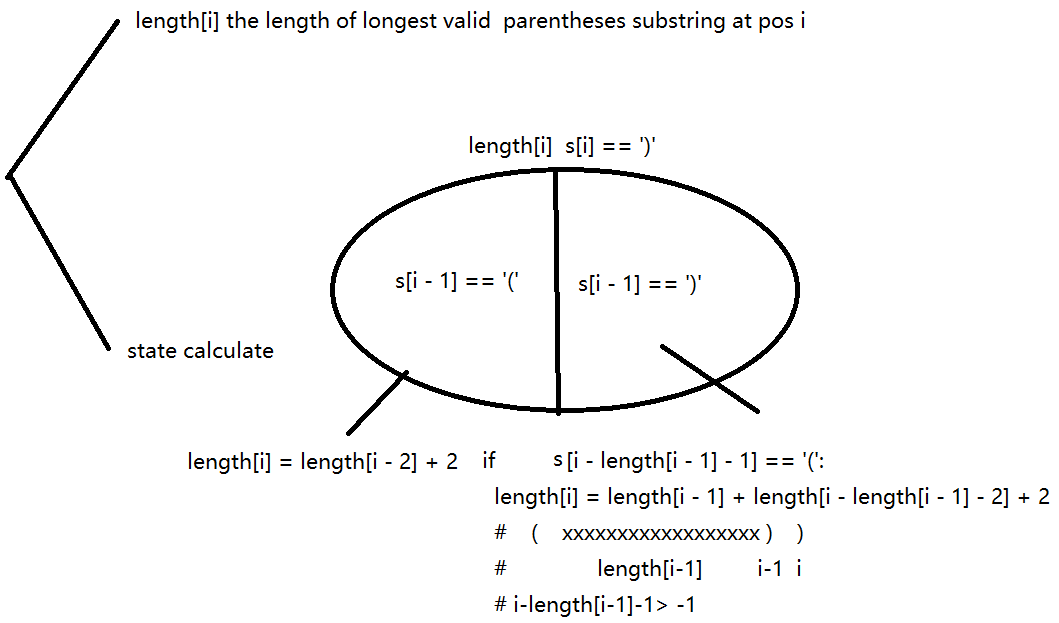 length[i] the length of longest valid  parentheses substring at pos i
length[i]  s[i] == ')'
s[i - 1] == '('
s[i - 1] == ')'
state calculate
length[i] = length[i - 2] + 2
if s[i - length[i - 1] - 1] == '(':
length[i] = length[i - 1] + length[i - length[i - 1] - 2] + 2
# ( xxxxxxxxxxxxxxxxxx ) )
# length[i-1] i-1 i
# i-length[i-1]-1> -1